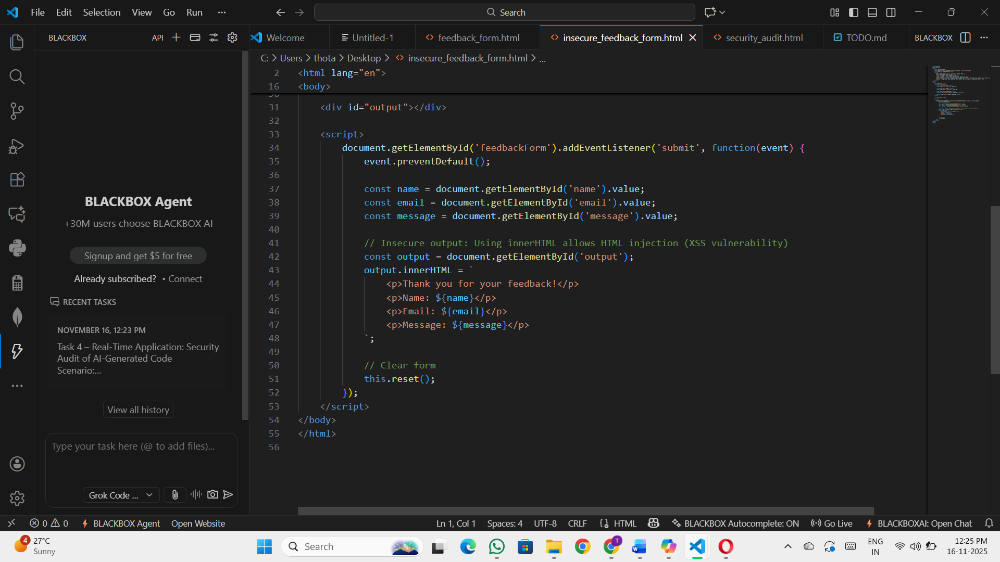 File Edit Selection View Go Run ...
Search
BLACKBOX
API
Welcome
Untitled-1
feedback_form.html
insecure_feedback_form.html
security_audit.html
TODO.md
BLACKBOX
C: > Users > thota > Desktop > insecure_feedback_form.html > ...
2 <html lang="en">
16 <body>
31 <div id="output"></div>
32
33 <script>
34 document.getElementById('feedbackForm').addEventListener('submit', function(event) {
35 event.preventDefault();
36
37 const name = document.getElementById('name').value;
38 const email = document.getElementById('email').value;
39 const message = document.getElementById('message').value;
40
41 // Insecure output: Using innerHTML allows HTML injection (XSS vulnerability)
42 const output = document.getElementById('output');
43 output.innerHTML = `
44 <p>Thank you for your feedback!</p>
45 <p>Name: ${name}</p>
46 <p>Email: ${email}</p>
47 <p>Message: ${message}</p>
48 `;
49
50 // Clear form
51 this.reset();
52 });
53 </script>
54 </body>
55 </html>
56
BLACKBOX Agent
+30M users choose BLACKBOX AI
Signup and get $5 for free
Already subscribed? • Connect
RECENT TASKS
NOVEMBER 16, 12:23 PM
Task 4 – Real-Time Application: Security
Audit of AI-Generated Code
Scenario:...
View all history
Type your task here (@ to add files)...
Grok Code ...
0 0 BLACKBOX Agent Open Website
Ln 1, Col 1 Spaces: 4 UTF-8 CRLF {} HTML BLACKBOX Autocomplete: ON Go Live BLACKBOXAI: Open Chat
4
27°C
Sunny
Search
T
ENG
IN
12:25 PM
16-11-2025